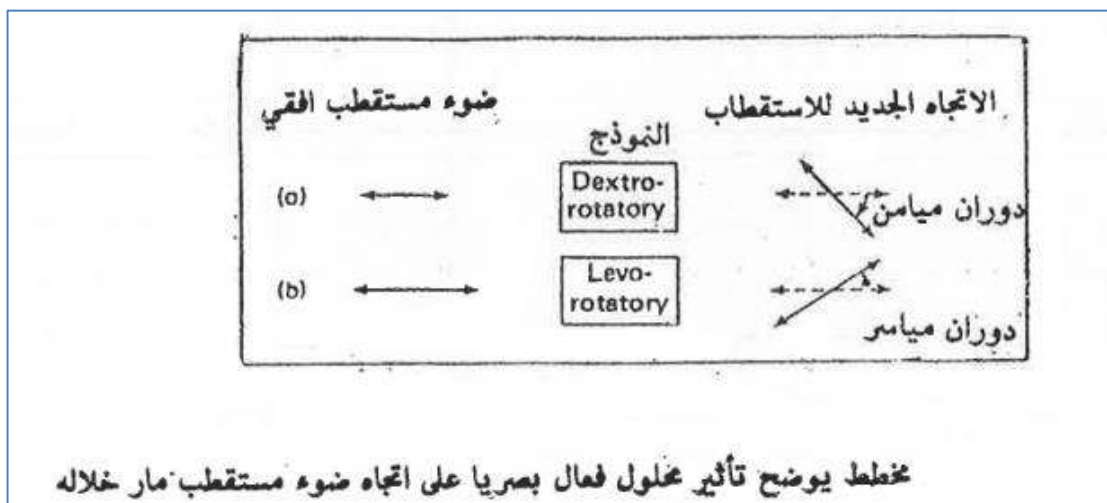 الاتجاه الجديد للاستقطاب
ضوء مستقطب افقي
النموذج
(a)
Dextro-
rotatory
دوران ميامن
(b)
Levo-
rotatory
دوران مياسر
مخطط يوضح تأثير محلول فعال بصريا على اتجاه ضوء مستقطب مار خلاله